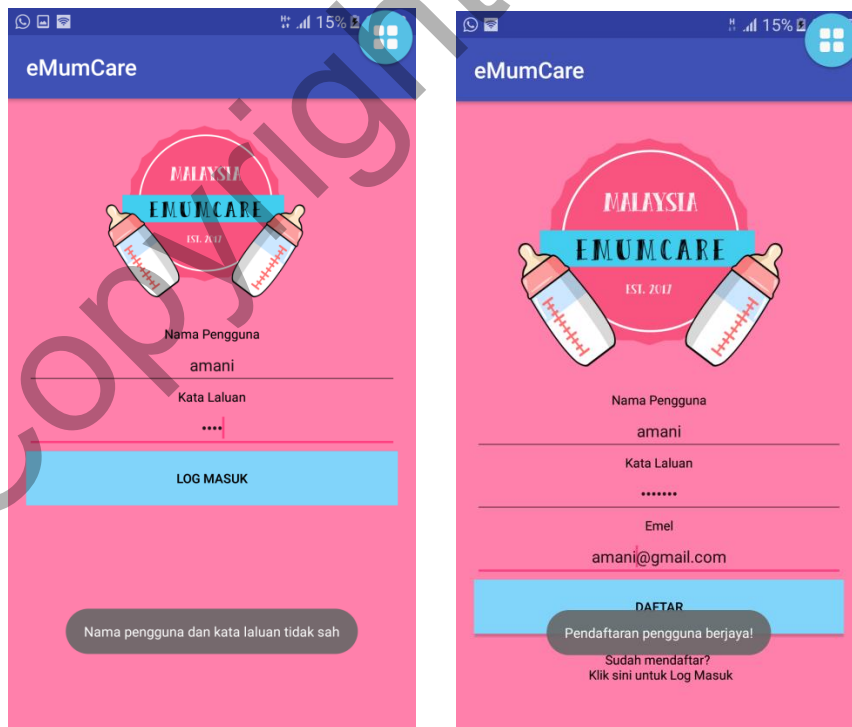 15%
eMumCare
MALAYSIA
EMUMCARE
EST. 2017
Nama Pengguna
amani
Kata Laluan
••••
LOG MASUK
Nama pengguna dan kata laluan tidak sah
15%
eMumCare
MALAYSIA
EMUMCARE
EST. 2017
Nama Pengguna
amani
Kata Laluan
•••••••
Emel
amani@gmail.com
DAFTAR
Pendaftaran pengguna berjaya!
Sudah mendaftar?
Klik sini untuk Log Masuk
Copyright